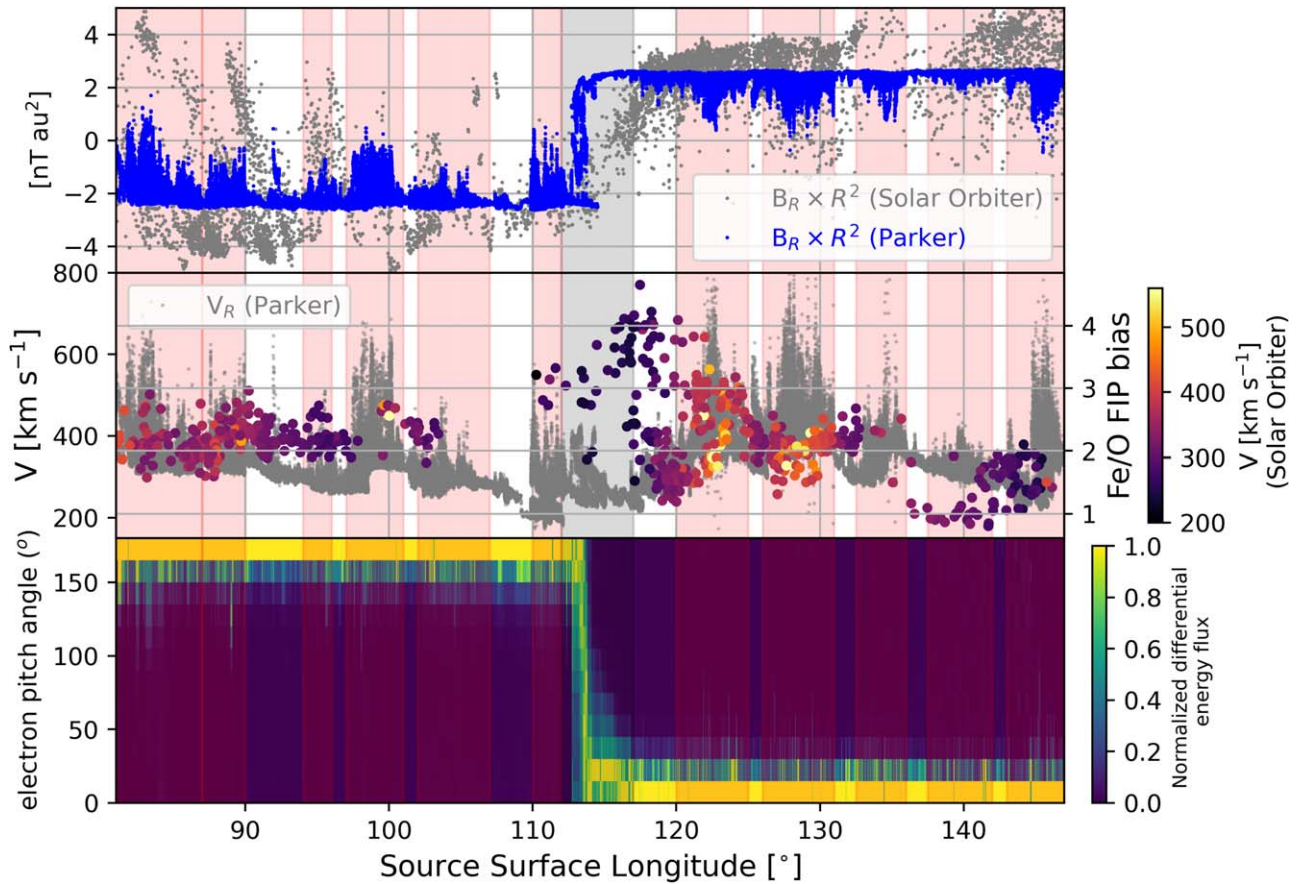 4
2
0
−2
−4
[nT au²]
B_R × R² (Solar Orbiter)
B_R × R² (Parker)
800
600
400
200
V [km s⁻¹]
V_R (Parker)
4
3
2
1
Fe/O FIP bias
500
400
300
200
V [km s⁻¹]
(Solar Orbiter)
150
100
50
0
electron pitch angle (°)
1.0
0.8
0.6
0.4
0.2
0.0
Normalized differential
energy flux
90
100
110
120
130
140
Source Surface Longitude [°]